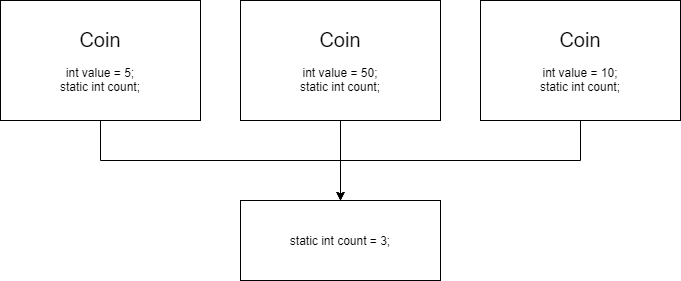 Coin
int value = 5;
static int count;
Coin
int value = 50;
static int count;
Coin
int value = 10;
static int count;
static int count = 3;